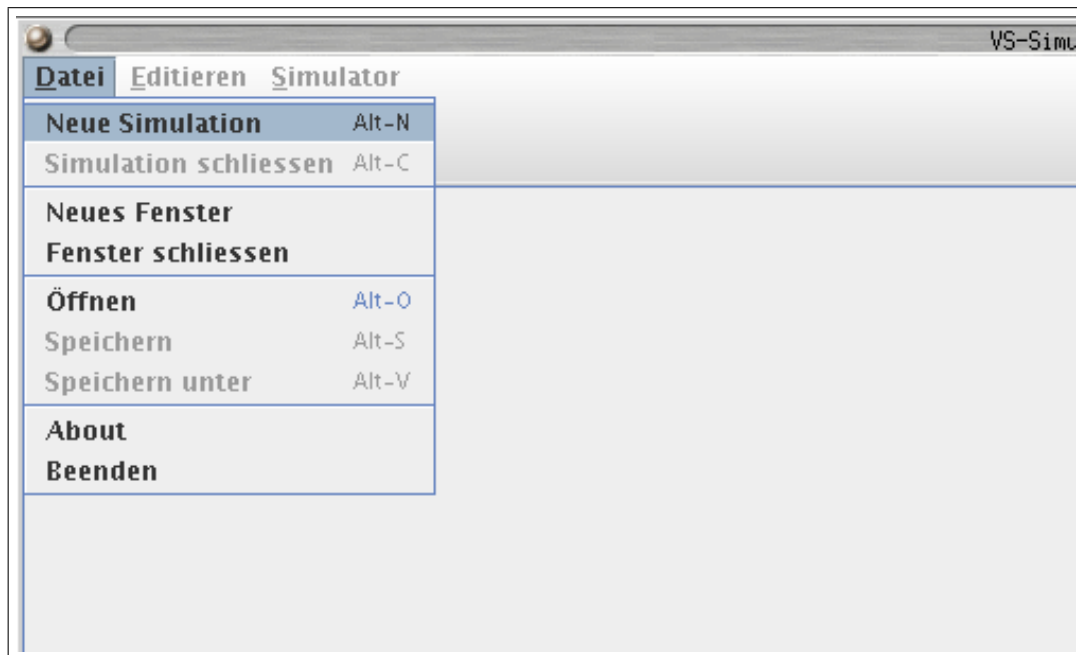 VS-Simu
Datei Editieren Simulator
Neue Simulation Alt-N
Simulation schliessen Alt-C
Neues Fenster
Fenster schliessen
Öffnen Alt-O
Speichern Alt-S
Speichern unter Alt-V
About
Beenden